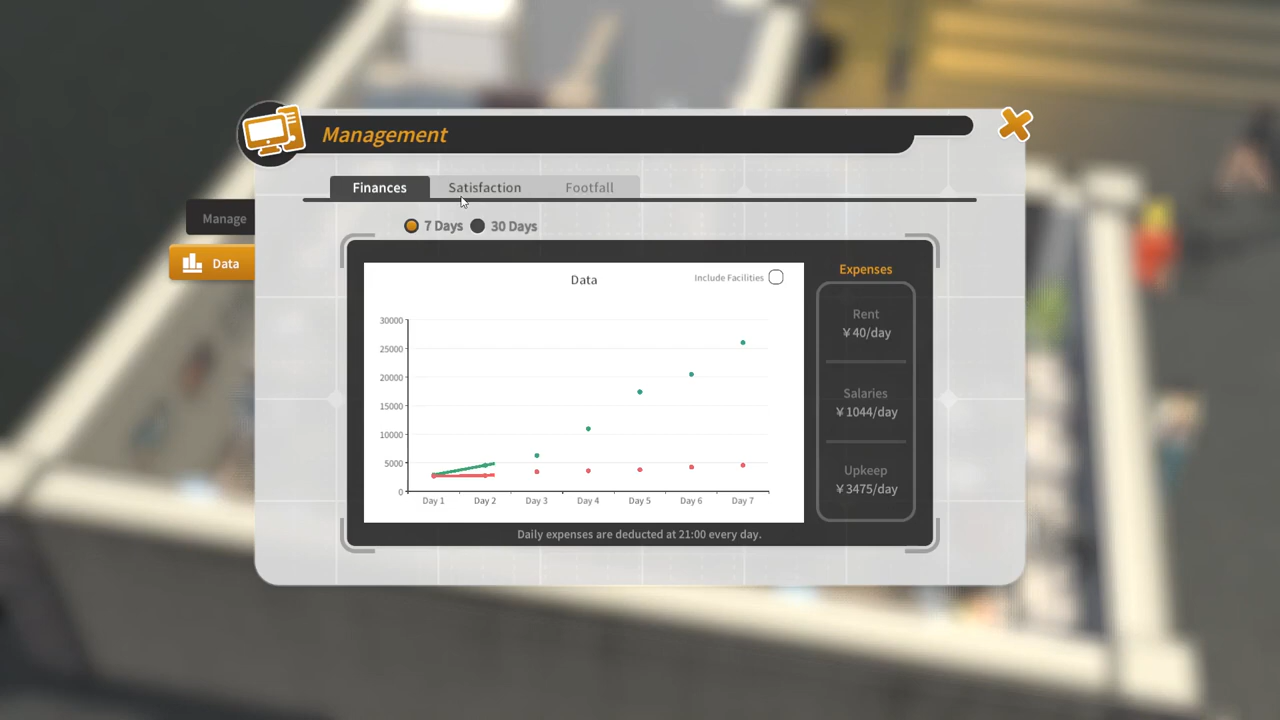 Management
Finances
Satisfaction
Footfall
Manage
Data
7 Days
30 Days
Data
Include Facilities
Expenses
Rent
¥40/day
Salaries
¥1044/day
Upkeep
¥3475/day
30000
25000
20000
15000
10000
5000
0
Day 1 Day 2 Day 3 Day 4 Day 5 Day 6 Day 7
Daily expenses are deducted at 21:00 every day.